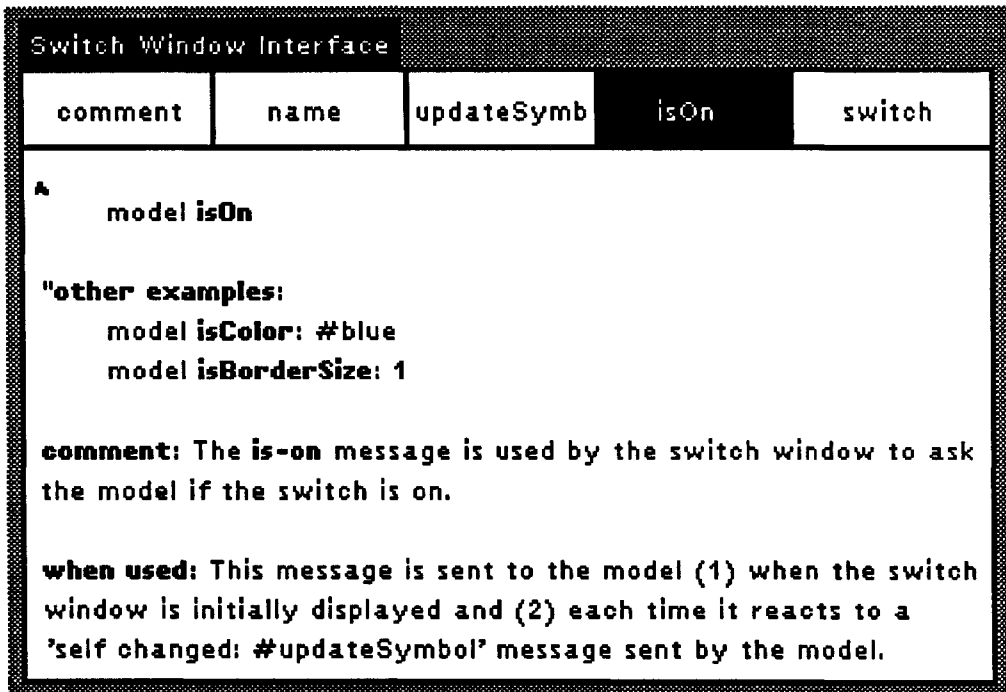 Switch Window Interface
comment name updateSymb isOn switch
^
model isOn
"other examples:
model isColor: #blue
model isBorderSize: 1
comment: The is-on message is used by the switch window to ask
the model if the switch is on.
when used: This message is sent to the model (1) when the switch
window is initially displayed and (2) each time it reacts to a
'self changed: #updateSymbol' message sent by the model.